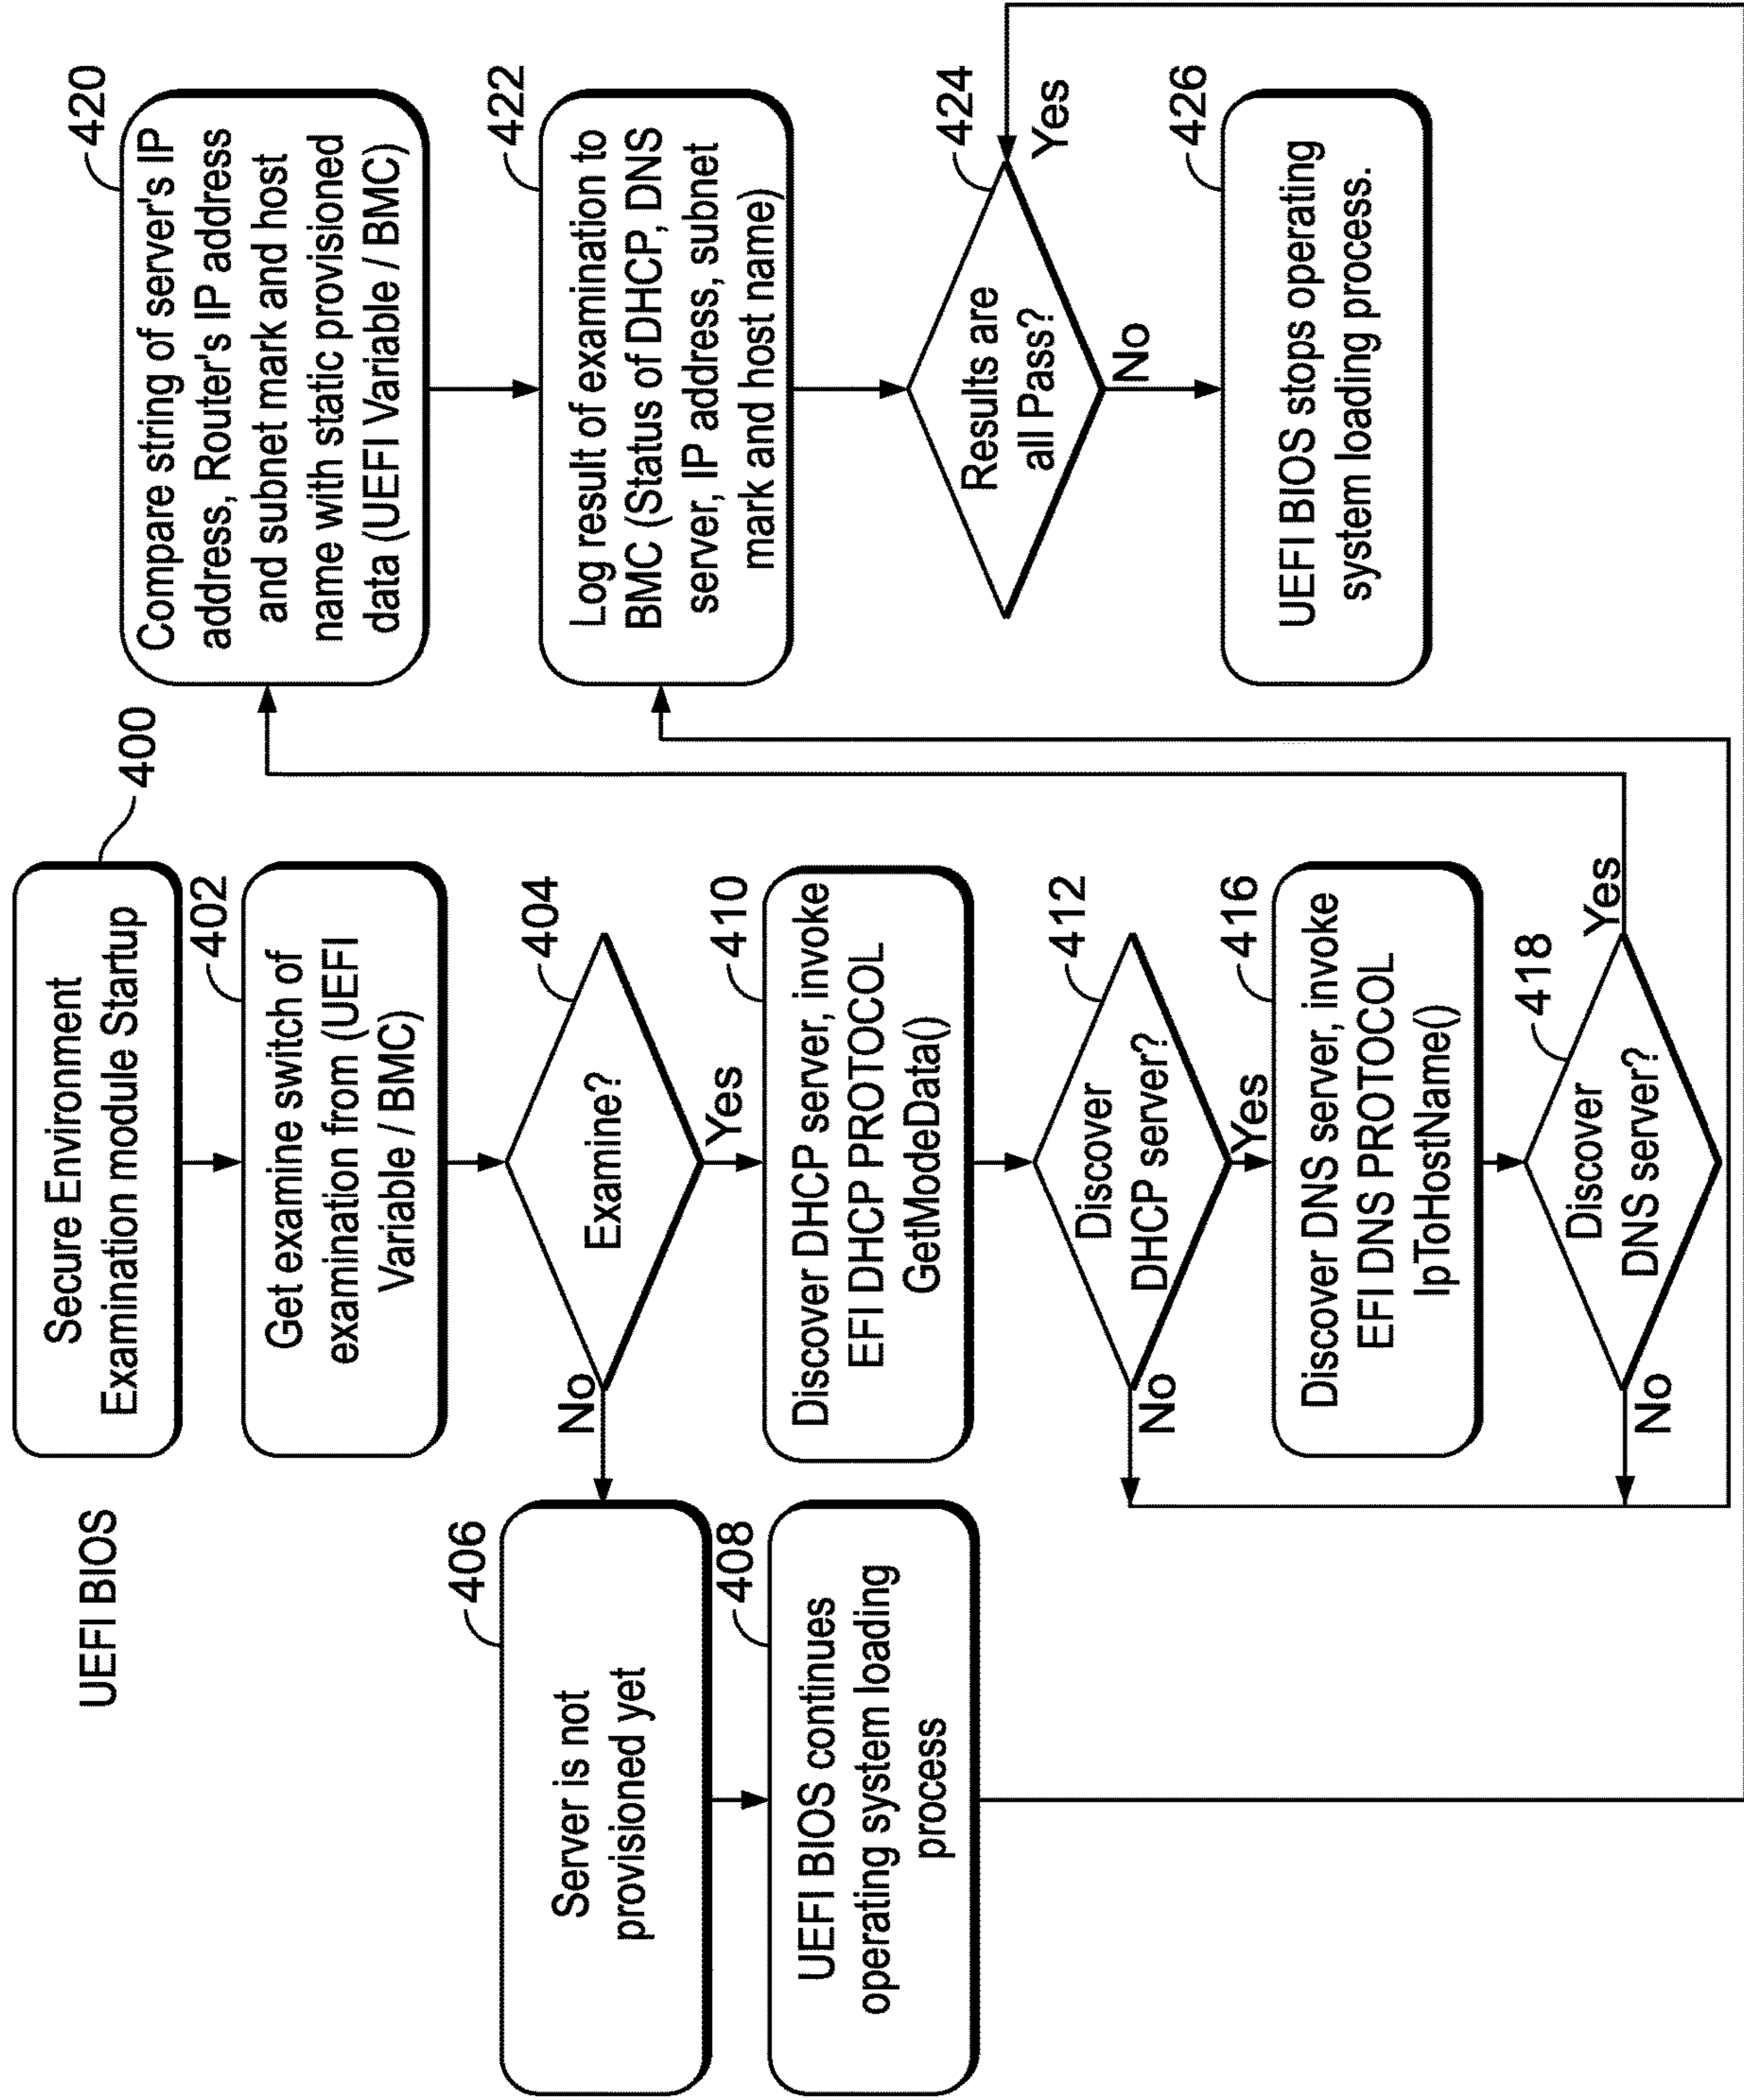 UEFI BIOS
400
Secure Environment
Examination module Startup
402
Get examine switch of
examination from (UEFI
Variable / BMC)
404
Examine?
No
Yes
406
Server is not
provisioned yet
408
UEFI BIOS continues
operating system loading
process
410
Discover DHCP server, invoke
EFI DHCP PROTOCOL
GetModeData()
412
Discover
DHCP server?
No
Yes
416
Discover DNS server, invoke
EFI DNS PROTOCOL
IpToHostName()
418
Discover
DNS server?
No
Yes
420
Compare string of server's IP
address, Router's IP address
and subnet mark and host
name with static provisioned
data (UEFI Variable / BMC)
422
Log result of examination to
BMC (Status of DHCP, DNS
server, IP address, subnet
mark and host name)
424
Results are
all Pass?
Yes
No
426
UEFI BIOS stops operating
system loading process.